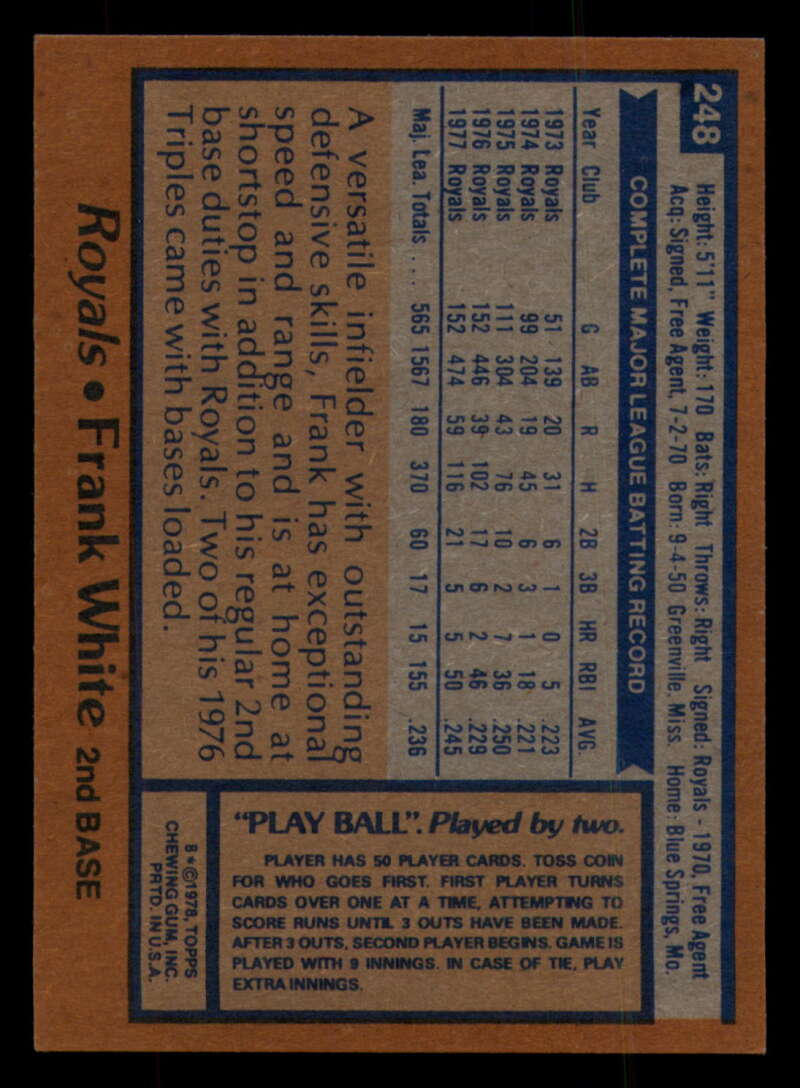 248
Height: 5'11" Weight: 170 Bats: Right Throws: Right Signed: Royals - 1970, Free Agent
Acq: Signed, Free Agent, 7-2-70 Born: 9-4-50 Greenville, Miss. Home: Blue Springs, Mo.
COMPLETE MAJOR LEAGUE BATTING RECORD
Year Club G AB R H 2B 3B HR RBI AVG.
1973 Royals 51 139 20 31 6 1 0 5 .223
1974 Royals 99 204 19 45 6 3 1 18 .221
1975 Royals 111 304 43 76 10 2 7 36 .250
1976 Royals 152 446 39 102 17 6 2 46 .229
1977 Royals 152 474 59 116 21 5 5 50 .245
Maj. Lea. Totals .... 565 1567 180 370 60 17 15 155 .236
A versatile infielder with outstanding
defensive skills, Frank has exceptional
speed and range and is at home at
shortstop in addition to his regular 2nd
base duties with Royals. Two of his 1976
Triples came with bases loaded.
"PLAY BALL". Played by two.
PLAYER HAS 50 PLAYER CARDS. TOSS COIN
FOR WHO GOES FIRST. FIRST PLAYER TURNS
CARDS OVER ONE AT A TIME, ATTEMPTING TO
SCORE RUNS UNTIL 3 OUTS HAVE BEEN MADE.
AFTER 3 OUTS, SECOND PLAYER BEGINS. GAME IS
PLAYED WITH 9 INNINGS. IN CASE OF TIE, PLAY
EXTRA INNINGS.
B*©1978, TOPPS
CHEWING GUM, INC.
PRTD. IN U.S.A.
Royals • Frank White 2nd BASE